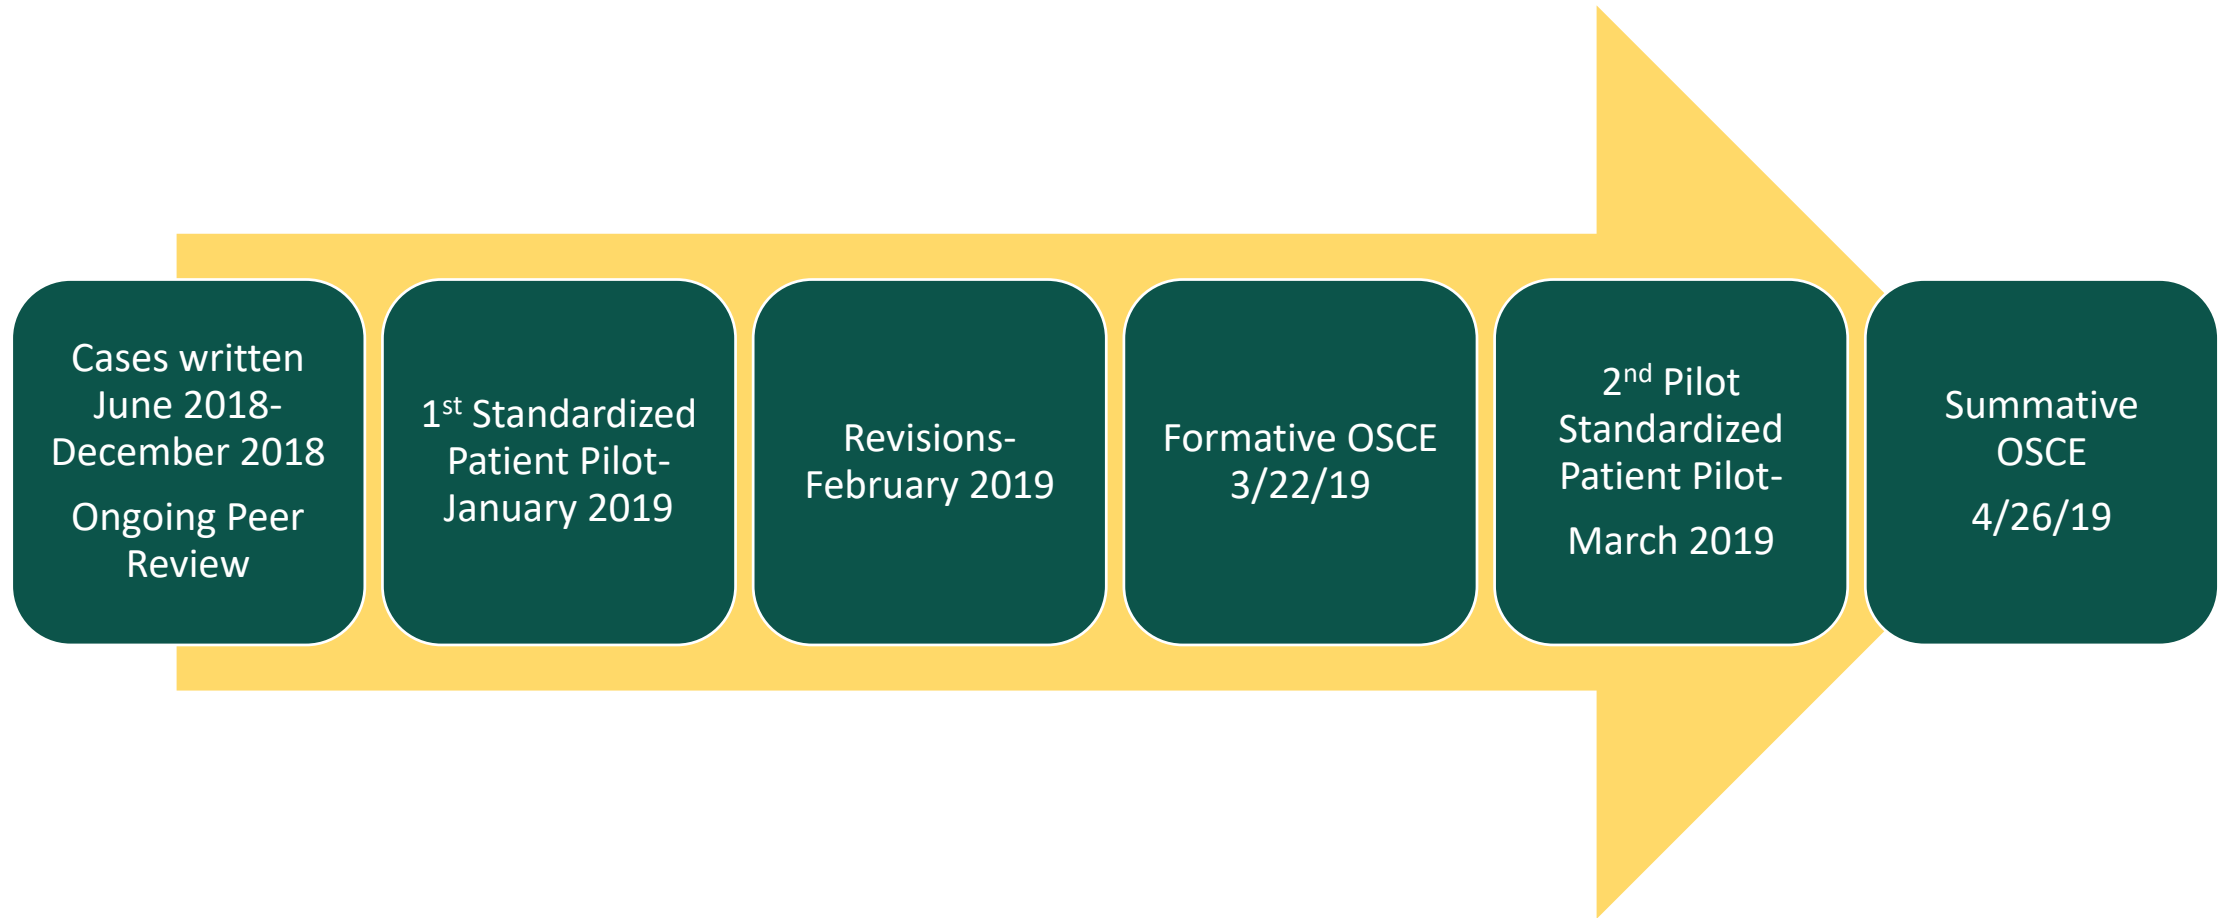 Cases written
June 2018-
December 2018
Ongoing Peer
Review
1st Standardized
Patient Pilot-
January 2019
Revisions-
February 2019
Formative OSCE
3/22/19
2nd Pilot
Standardized
Patient Pilot-
March 2019
Summative
OSCE
4/26/19